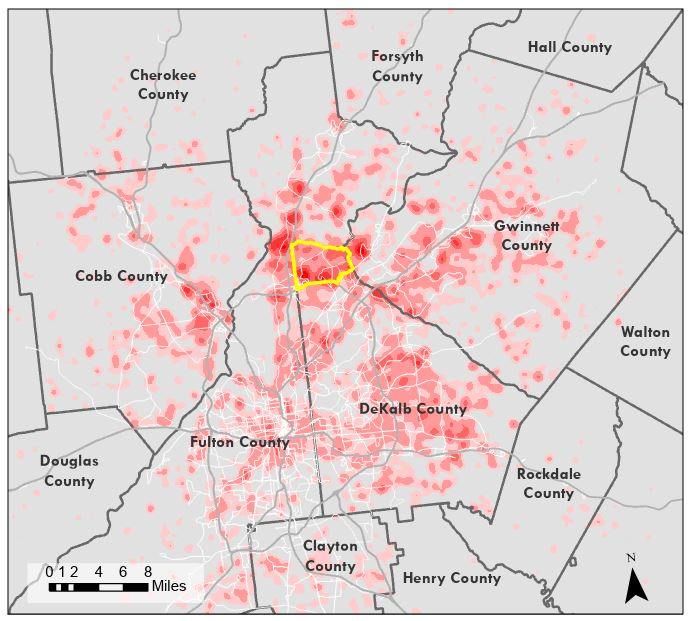 Hall County
Forsyth
County
Cherokee
County
Gwinnett
County
Cobb County
Walton
County
DeKalb County
Fulton County
Douglas
County
Rockdale
County
Clayton
County
Henry County
0 1 2 4 6 8
Miles
N